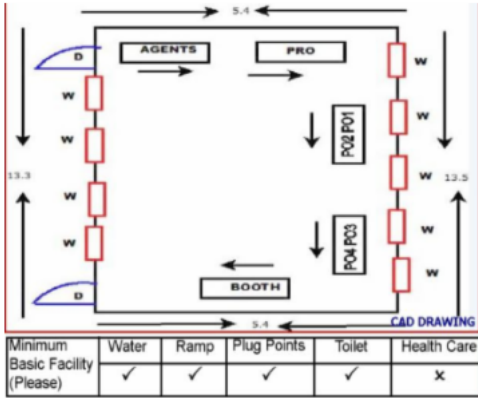 5.4
D
AGENTS
PRO
W
W
W
W
PO2 PO1
W
W
13.3
W
13.5
W
W
W
PO4 PO3
D
BOOTH
W
5.4
CAD DRAWING
Minimum Basic Facility (Please)
Water Ramp Plug Points Toilet Health Care
✓ ✓ ✓ ✓ x